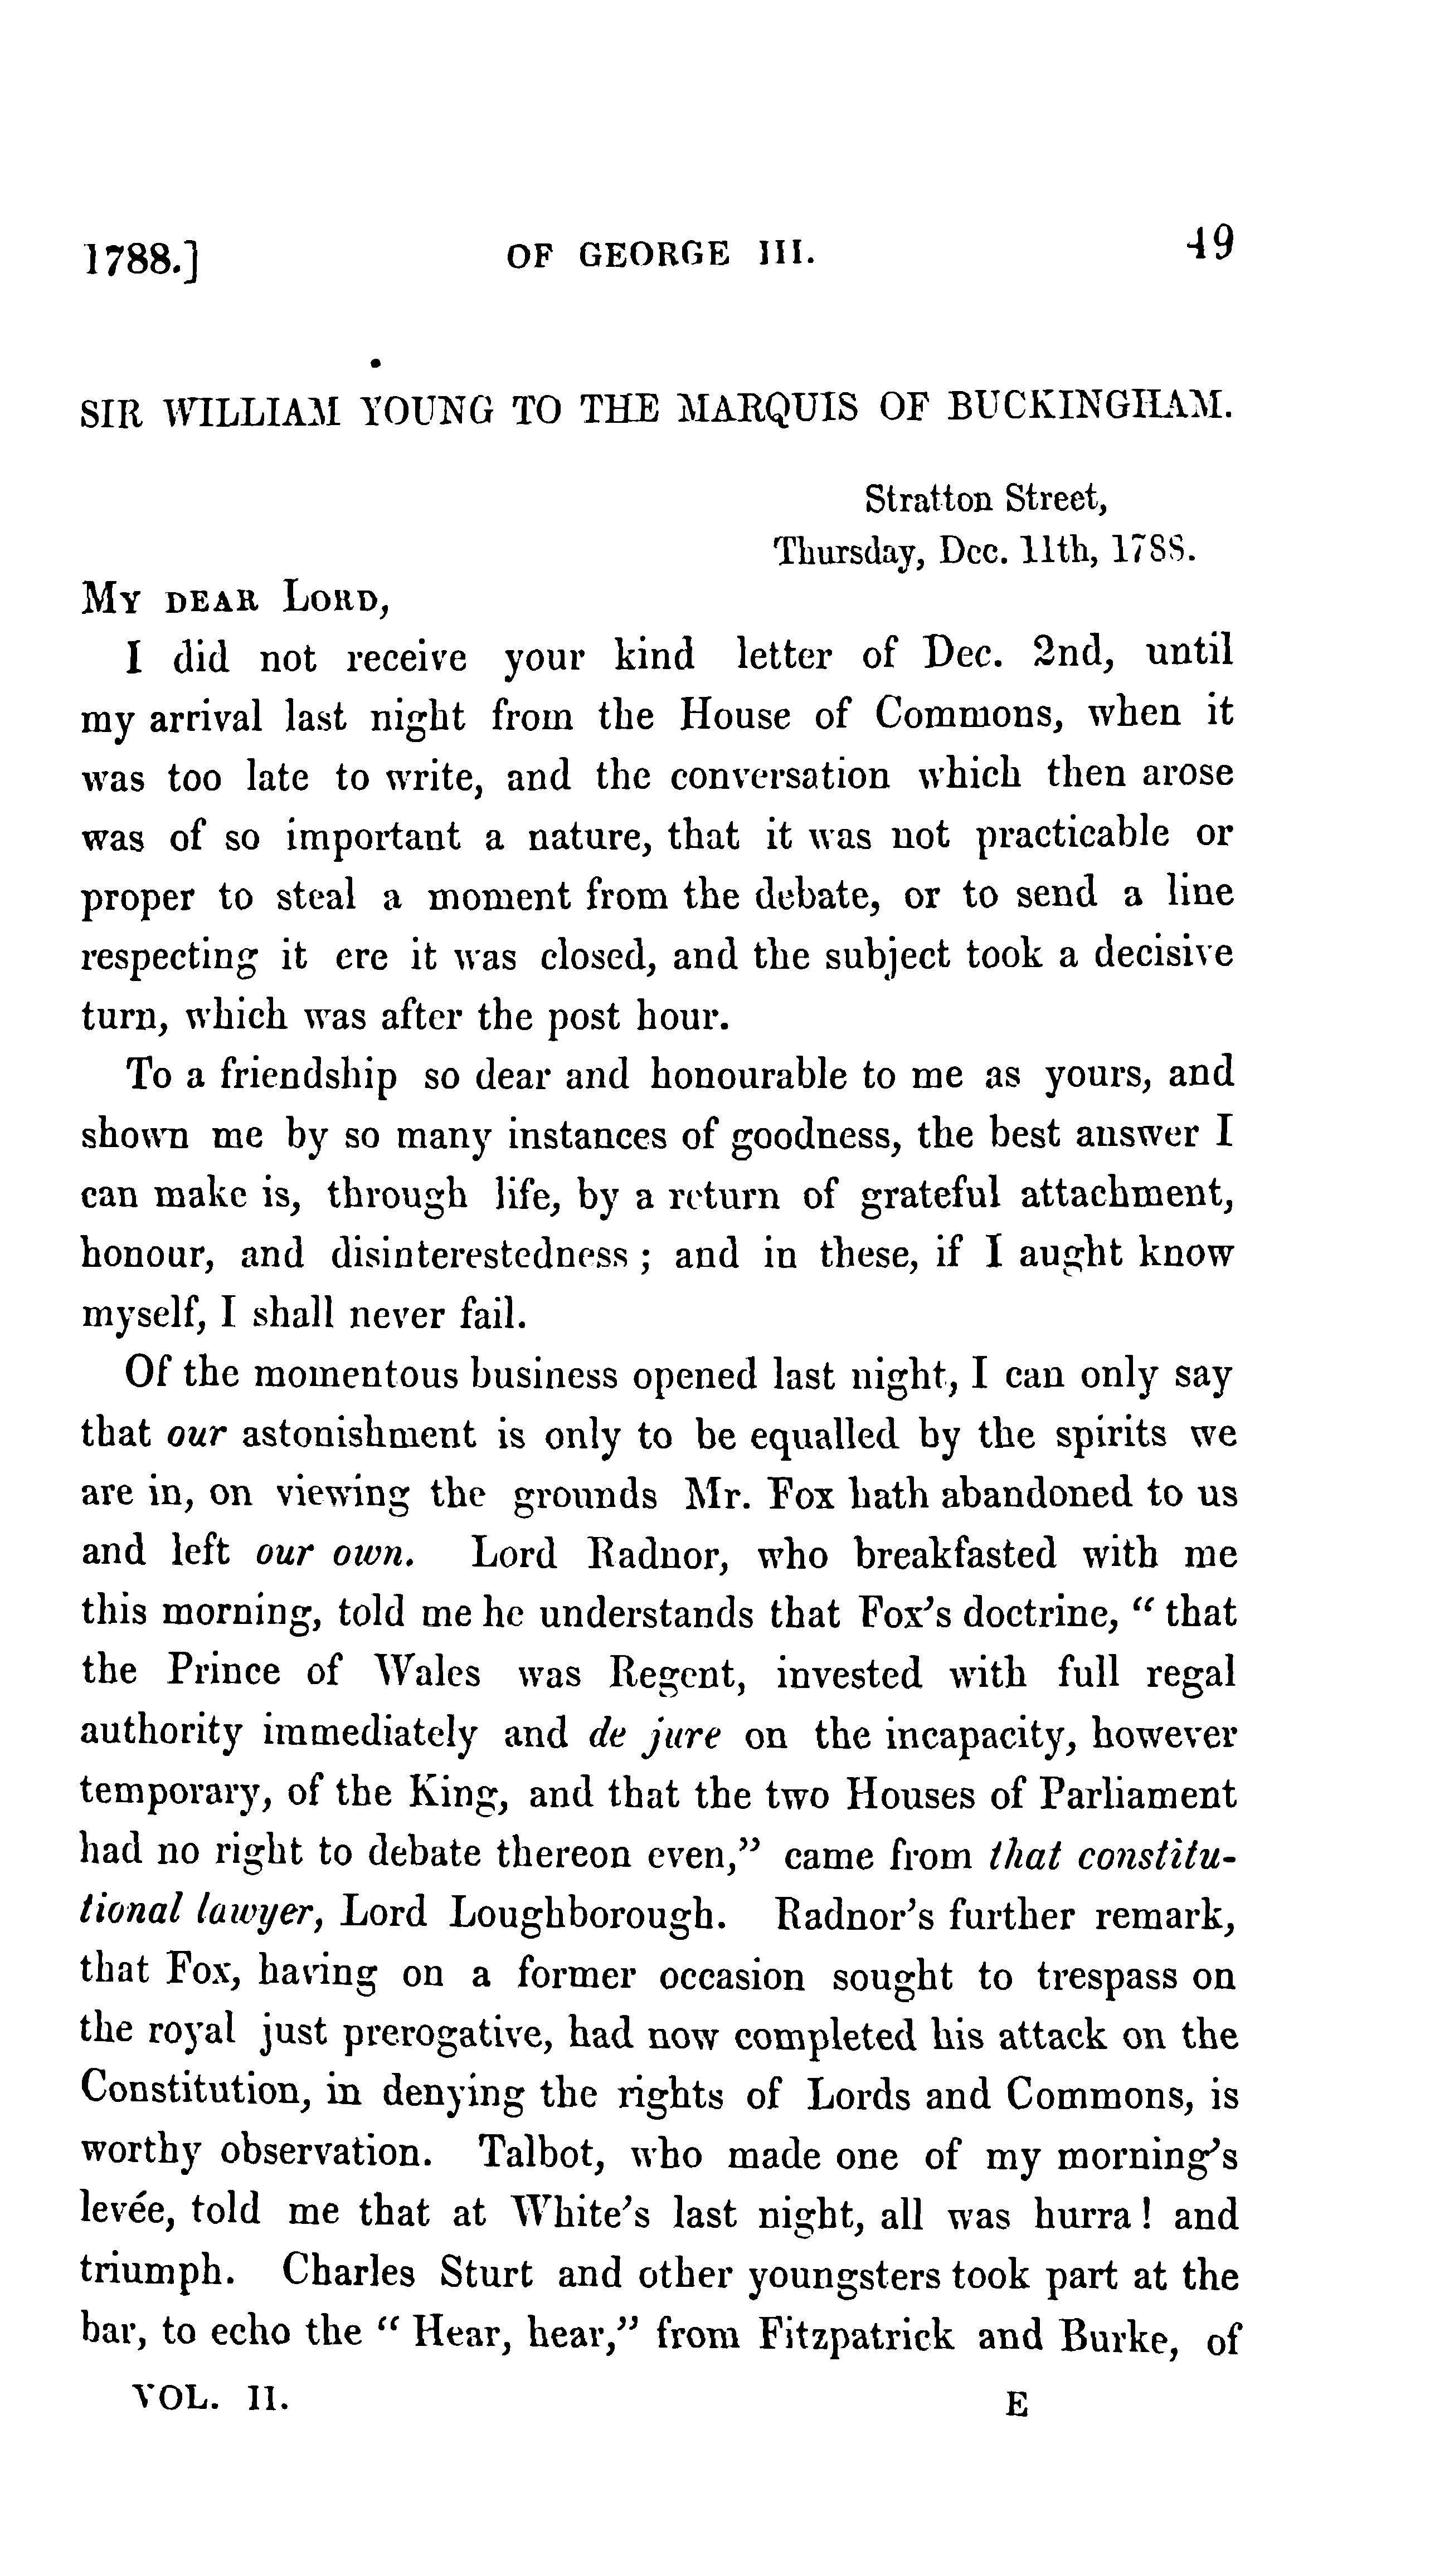 1788.] OF GEORGE III. 49
SIR WILLIAM YOUNG TO THE MARQUIS OF BUCKINGHAM.
Stratton Street,
Thursday, Dec. 11th, 1788.
MY DEAR LORD,
I did not receive your kind letter of Dec. 2nd, until
my arrival last night from the House of Commons, when it
was too late to write, and the conversation which then arose
was of so important a nature, that it was not practicable or
proper to steal a moment from the debate, or to send a line
respecting it ere it was closed, and the subject took a decisive
turn, which was after the post hour.
To a friendship so dear and honourable to me as yours, and
shown me by so many instances of goodness, the best answer I
can make is, through life, by a return of grateful attachment,
honour, and disinterestedness ; and in these, if I aught know
myself, I shall never fail.
Of the momentous business opened last night, I can only say
that our astonishment is only to be equalled by the spirits we
are in, on viewing the grounds Mr. Fox hath abandoned to us
and left our own. Lord Radnor, who breakfasted with me
this morning, told me he understands that Fox's doctrine, " that
the Prince of Wales was Regent, invested with full regal
authority immediately and de jure on the incapacity, however
temporary, of the King, and that the two Houses of Parliament
had no right to debate thereon even," came from that constitu-
tional lawyer, Lord Loughborough. Radnor's further remark,
that Fox, having on a former occasion sought to trespass on
the royal just prerogative, had now completed his attack on the
Constitution, in denying the rights of Lords and Commons, is
worthy observation. Talbot, who made one of my morning's
levée, told me that at White's last night, all was hurra! and
triumph. Charles Sturt and other youngsters took part at the
bar, to echo the " Hear, hear," from Fitzpatrick and Burke, of
VOL. II. E